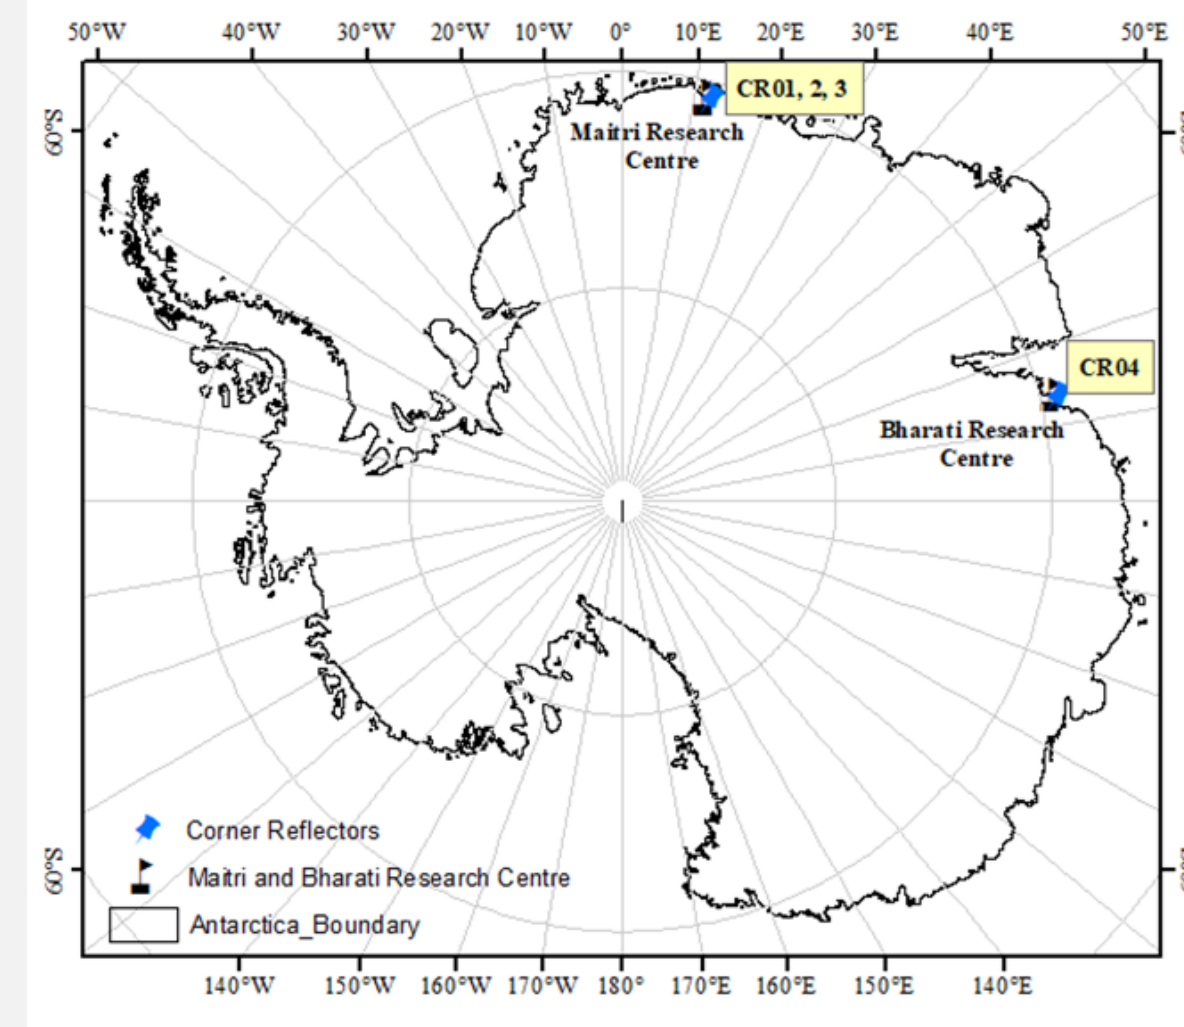 50°W 40°W 30°W 20°W 10°W 0° 10°E 20°E 30°E 40°E 50°E
CR01, 2, 3
60°S
Maitri Research
Centre
CR04
Bharati Research
Centre
Corner Reflectors
60°S
Maitri and Bharati Research Centre
Antarctica_Boundary
140°W 150°W 160°W 170°W 180° 170°E 160°E 150°E 140°E